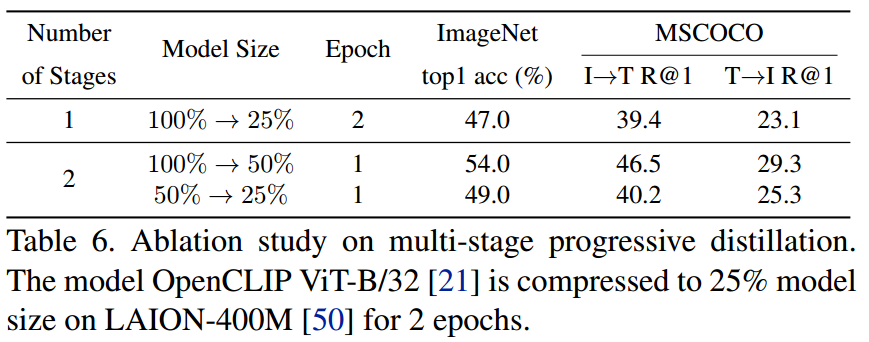 Number of Stages Model Size Epoch ImageNet top1 acc (%) MSCOCO I→T R@1 T→I R@1
1 100% → 25% 2 47.0 39.4 23.1
2 100% → 50% 1 54.0 46.5 29.3
50% → 25% 1 49.0 40.2 25.3
Table 6. Ablation study on multi-stage progressive distillation.
The model OpenCLIP ViT-B/32 [21] is compressed to 25% model
size on LAION-400M [50] for 2 epochs.